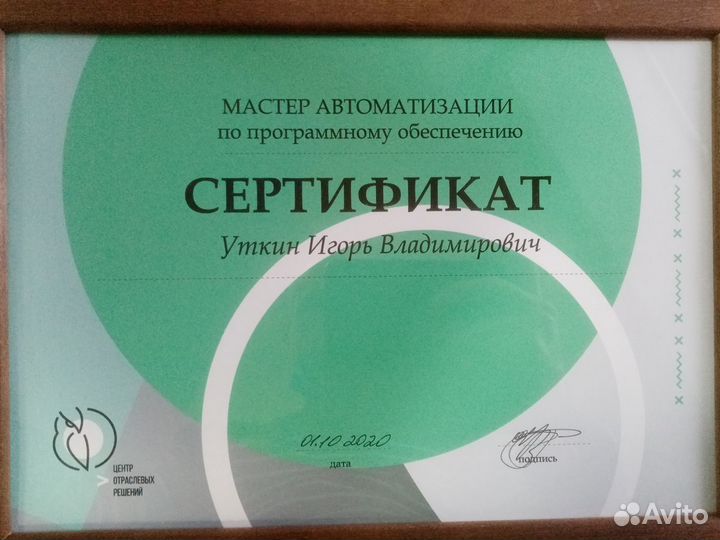 МАСТЕР АВТОМАТИЗАЦИИ
по программному обеспечению
СЕРТИФИКАТ
Уткин Игорь Владимирович
01.10.2020
дата
подпись
ЦЕНТР
ОТРАСЛЕВЫХ
РЕШЕНИЙ
Avito